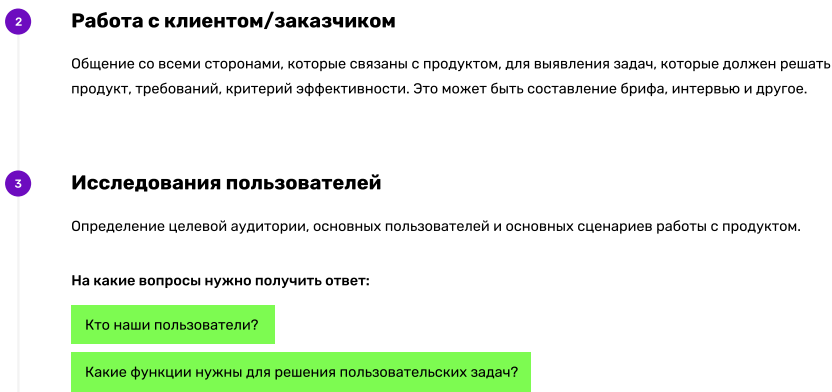 2
Работа с клиентом/заказчиком
Общение со всеми сторонами, которые связаны с продуктом, для выявления задач, которые должен решать
продукт, требований, критерий эффективности. Это может быть составление брифа, интервью и другое.
3
Исследования пользователей
Определение целевой аудитории, основных пользователей и основных сценариев работы с продуктом.
На какие вопросы нужно получить ответ:
Кто наши пользователи?
Какие функции нужны для решения пользовательских задач?